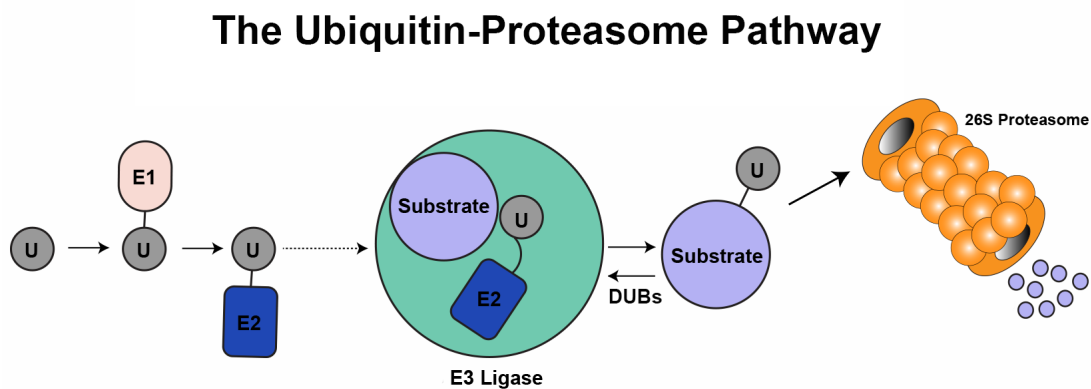 The Ubiquitin-Proteasome Pathway
26S Proteasome
E1
U
U
U
E2
Substrate
U
E2
E3 Ligase
DUBs
U
Substrate